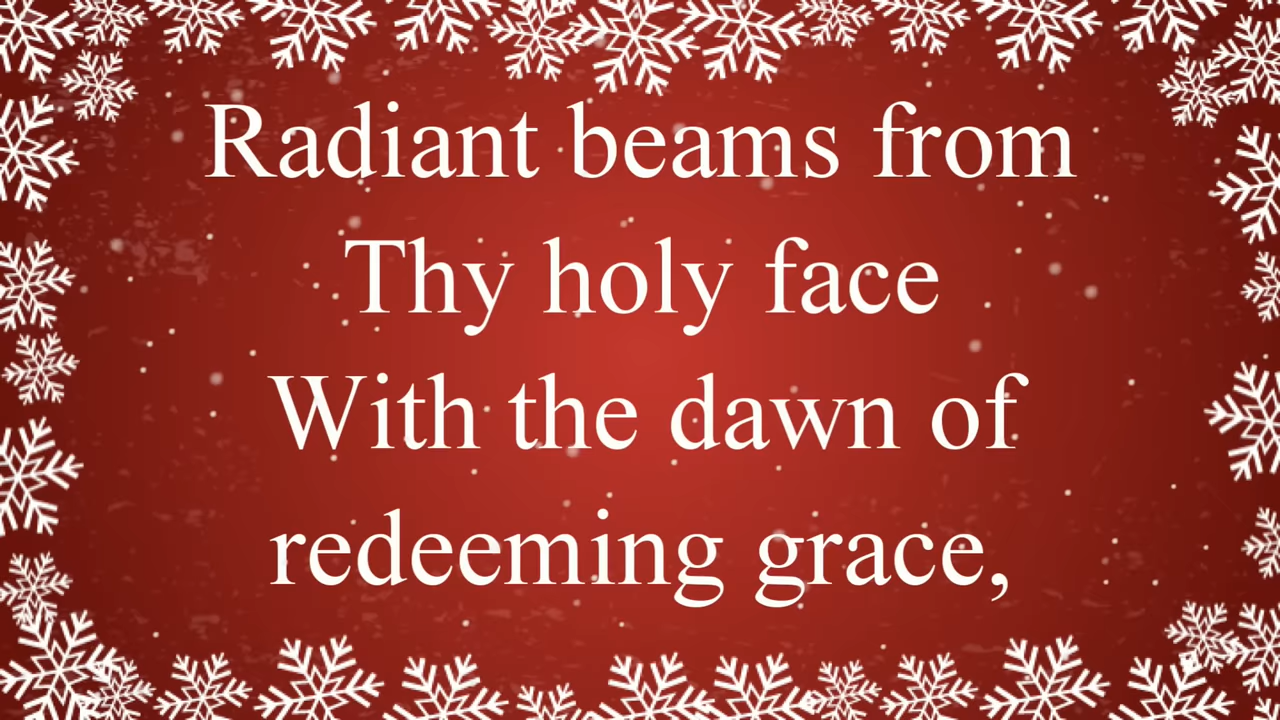 Radiant beams from
Thy holy face
With the dawn of
redeeming grace,